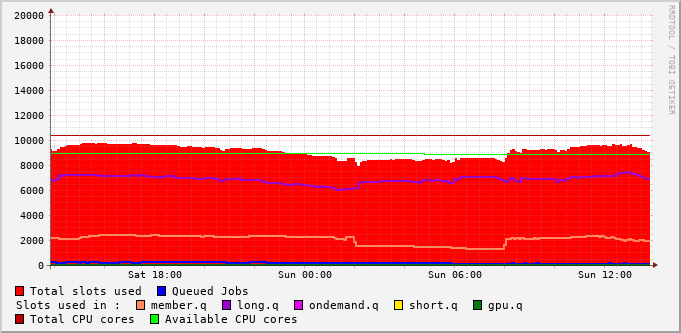 RRDTOOL / TOBI OETIKER
20000
18000
16000
14000
12000
10000
8000
6000
4000
2000
0
Sat 18:00 Sun 00:00 Sun 06:00 Sun 12:00
Total slots used Queued Jobs
Slots used in : member.q long.q ondemand.q short.q gpu.q
Total CPU cores Available CPU cores